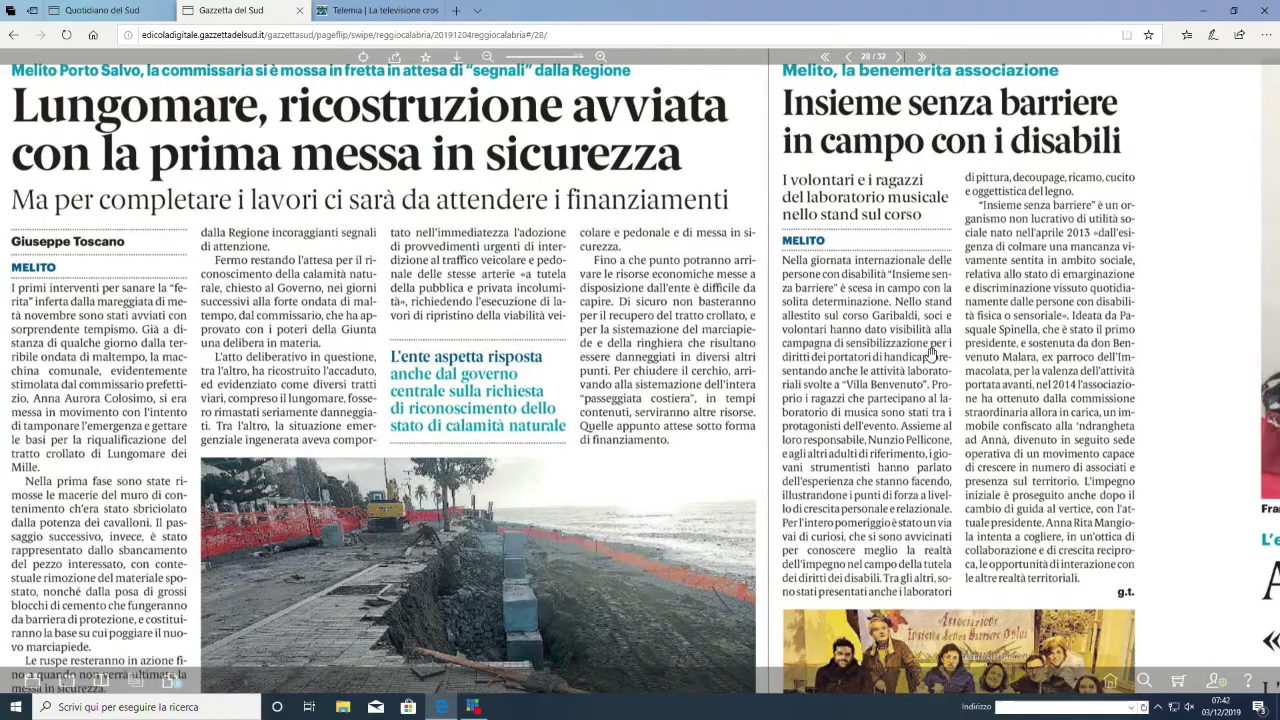 Outlook
Quotidiano del Sud
Gazzetta del Sud
edicoladigitale.gazzettadelsud.it/gazzettasud/pageflip/swipe/reggiocalabria/20191204reggiocalabria#/28/
28 / 32
Melito Porto Salvo, la commissaria si è mossa in fretta in attesa di “segnali” dalla Regione
Lungomare, ricostruzione avviata
con la prima messa in sicurezza
Ma per completare i lavori ci sarà da attendere i finanziamenti
Giuseppe Toscano
MELITO
I primi interventi per sanare la “fe-
rita” inferta dalla mareggiata di me-
tà novembre sono stati avviati con
sorprendente tempismo. Già a di-
stanza di qualche giorno dalla ter-
ribile ondata di maltempo, la mac-
china comunale, evidentemente
stimolata dal commissario prefetti-
zio, Anna Aurora Colosimo, si era
messa in movimento con l’intento
di tamponare l’emergenza e gettare
le basi per la riqualificazione del
tratto crollato di Lungomare dei
Mille.
Nella prima fase sono state ri-
mosse le macerie del muro di con-
tenimento ch’era stato sbriciolato
dalla potenza dei cavalloni. Il pas-
saggio successivo, invece, è stato
rappresentato dallo sbancamento
del pezzo interessato, con conte-
stuale rimozione del materiale spo-
stato, nonché dalla posa di grossi
blocchi di cemento che fungeranno
da barriera di protezione, e costitui-
ranno la base su cui poggiare il nuo-
vo marciapiede.
Le ruspe resteranno in azione fi-
no a quando non verrà ultimata la
messa in sicurezza.
dalla Regione incoraggianti segnali
di attenzione.
Fermo restando l’attesa per il ri-
conoscimento della calamità natu-
rale, chiesto al Governo, nei giorni
successivi alla forte ondata di mal-
tempo, dal commissario, che ha ap-
provato con i poteri della Giunta
una delibera in materia.
L’atto deliberativo in questione,
tra l’altro, ha ricostruito l’accaduto,
ed evidenziato come diversi tratti
viari, compreso il lungomare, fosse-
ro rimasti seriamente danneggia-
ti. Tra l’altro, la situazione emer-
genziale ingenerata aveva compor-
tato nell’immediatezza l’adozione
di provvedimenti urgenti di inter-
dizione al traffico veicolare e pedo-
nale delle stesse arterie «a tutela
della pubblica e privata incolumi-
tà», richiedendo l’esecuzione di la-
vori di ripristino della viabilità vei-
L’ente aspetta risposta
anche dal governo
centrale sulla richiesta
di riconoscimento dello
stato di calamità naturale
colare e pedonale e di messa in si-
curezza.
Fino a che punto potranno arri-
vare le risorse economiche messe a
disposizione dall’ente è difficile da
capire. Di sicuro non basteranno
per il recupero del tratto crollato, e
per la sistemazione del marciapie-
de e della ringhiera che risultano
essere danneggiati in diversi altri
punti. Per chiudere il cerchio, arri-
vando alla sistemazione dell’intera
“passeggiata costiera”, in tempi
contenuti, serviranno altre risorse.
Quelle appunto attese sotto forma
di finanziamento.
Melito, la benemerita associazione
Insieme senza barriere
in campo con i disabili
I volontari e i ragazzi
del laboratorio musicale
nello stand sul corso
MELITO
Nella giornata internazionale delle
persone con disabilità “Insieme sen-
za barriere” è scesa in campo con la
solita determinazione. Nello stand
allestito sul corso Garibaldi, soci e
volontari hanno dato visibilità alla
campagna di sensibilizzazione per i
diritti dei portatori di handicap pre-
sentando anche le attività laborato-
riali svolte a “Villa Benvenuto”. Pro-
prio i ragazzi che partecipano al la-
boratorio di musica sono stati tra i
protagonisti dell’evento. Assieme al
loro responsabile, Nunzio Pellicone,
e agli altri adulti di riferimento, i gio-
vani strumentisti hanno parlato
dell’esperienza che stanno facendo,
illustrandone i punti di forza a livel-
lo di crescita personale e relazionale.
Per l’intero pomeriggio è stato un via
vai di curiosi, che si sono avvicinati
per conoscere meglio la realtà
dell’impegno nel campo della tutela
dei diritti dei disabili. Tra gli altri, so-
no stati presentati anche i laboratori
di pittura, decoupage, ricamo, cucito
e oggettistica del legno.
“Insieme senza barriere” è un or-
ganismo non lucrativo di utilità so-
ciale nato nell’aprile 2013 «dall’esi-
genza di colmare una mancanza vi-
vamente sentita in ambito sociale,
relativa allo stato di emarginazione
e discriminazione vissuto quotidia-
namente dalle persone con disabili-
tà fisica o sensoriale». Ideata da Pa-
squale Spinella, che è stato il primo
presidente, e sostenuta da don Ben-
venuto Malara, ex parroco dell’Im-
macolata, per la valenza dell’attività
portata avanti, nel 2014 l’associazio-
ne ha ottenuto dalla commissione
straordinaria allora in carica, un im-
mobile confiscato alla ’ndrangheta
ad Annà, divenuto in seguito sede
operativa di un movimento capace
di crescere in numero di associati e
presenza sul territorio. L’impegno
iniziale è proseguito anche dopo il
cambio di guida al vertice, con l’at-
tuale presidente, Anna Rita Mangio-
la intenta a cogliere, in un’ottica di
collaborazione e di crescita recipro-
ca, le opportunità di interazione con
le altre realtà territoriali.
g.t.
Associazione
Insieme Senza Barriere Onlus
Fra
L’e
A
«
Scrivi qui per eseguire la ricerca
Indirizzo
07:42
03/12/2019